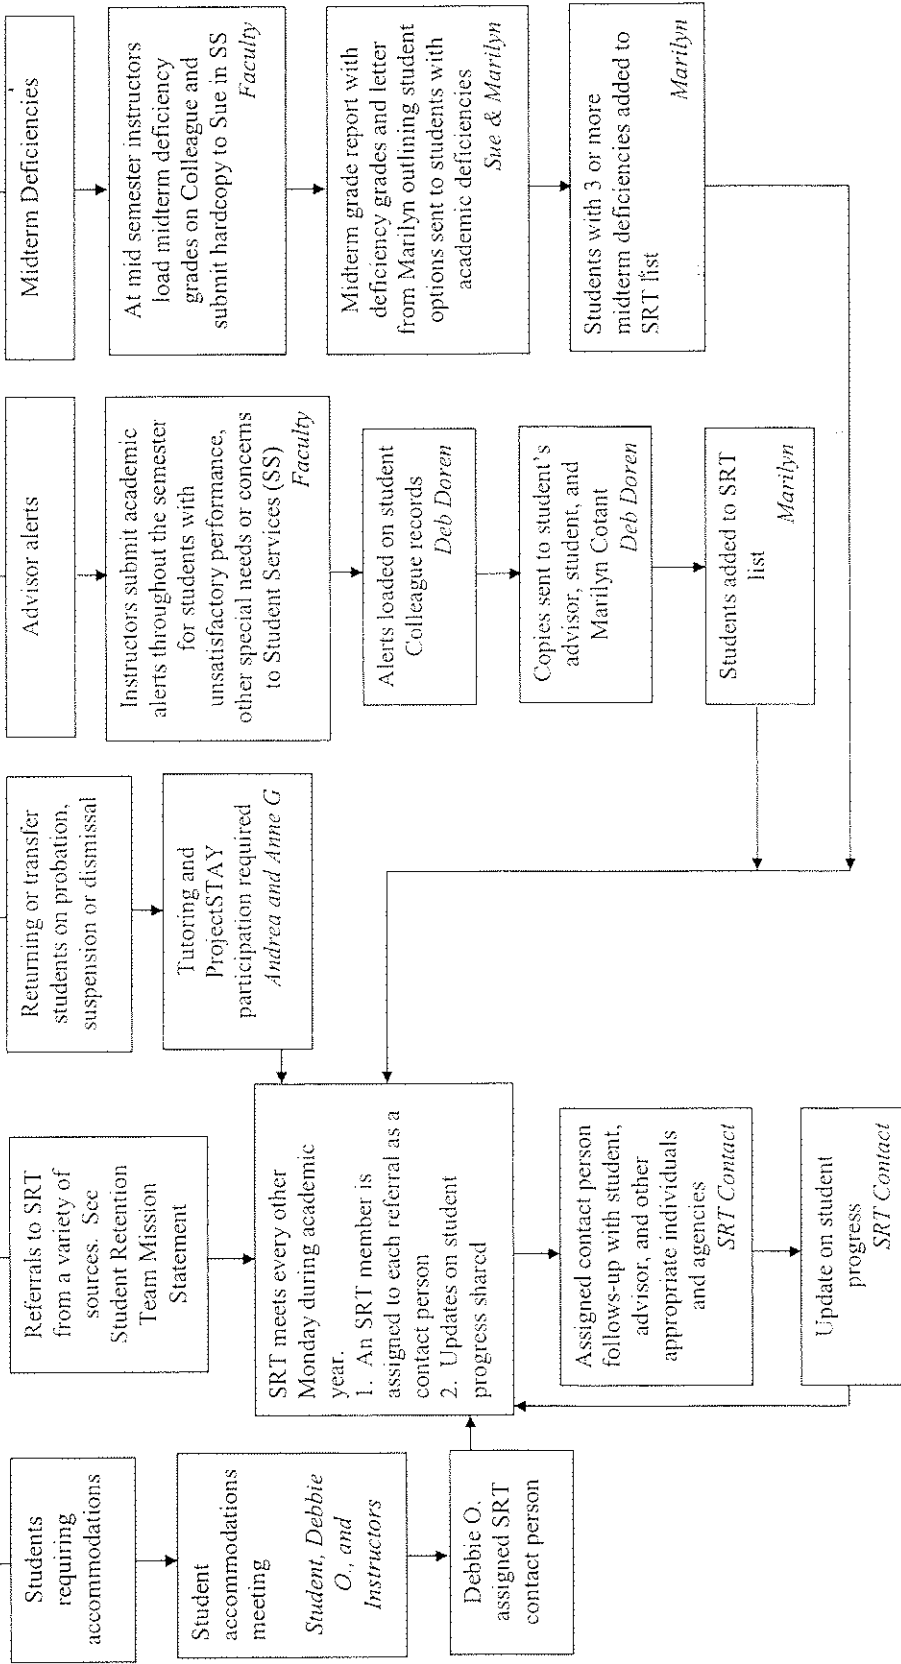 Students
requiring
accommodations
Student
accommodations
meeting
Student, Debbie
O., and
Instructors
Debbie O.
assigned SRT
contact person
Referrals to SRT
from a variety of
sources. See
Student Retention
Team Mission
Statement
SRT meets every other
Monday during academic
year.
1. An SRT member is
assigned to each referral as a
contact person
2. Updates on student
progress shared
Assigned contact person
follows-up with student,
advisor, and other
appropriate individuals
and agencies
SRT Contact
Update on student
progress
SRT Contact
Returning or transfer
students on probation,
suspension or dismissal
Tutoring and
ProjectSTAY
participation required
Andrea and Anne G
Advisor alerts
Instructors submit academic
alerts throughout the semester
for students with
unsatisfactory performance,
other special needs or concerns
to Student Services (SS)
Faculty
Alerts loaded on student
Colleague records
Deb Doren
Copies sent to student's
advisor, student, and
Marilyn Cotant
Deb Doren
Students added to SRT
list
Marilyn
Midterm Deficiencies
At mid semester instructors
load midterm deficiency
grades on Colleague and
submit hardcopy to Sue in SS
Faculty
Midterm grade report with
deficiency grades and letter
from Marilyn outlining student
options sent to students with
academic deficiencies
Sue & Marilyn
Students with 3 or more
midterm deficiencies added to
SRT list
Marilyn